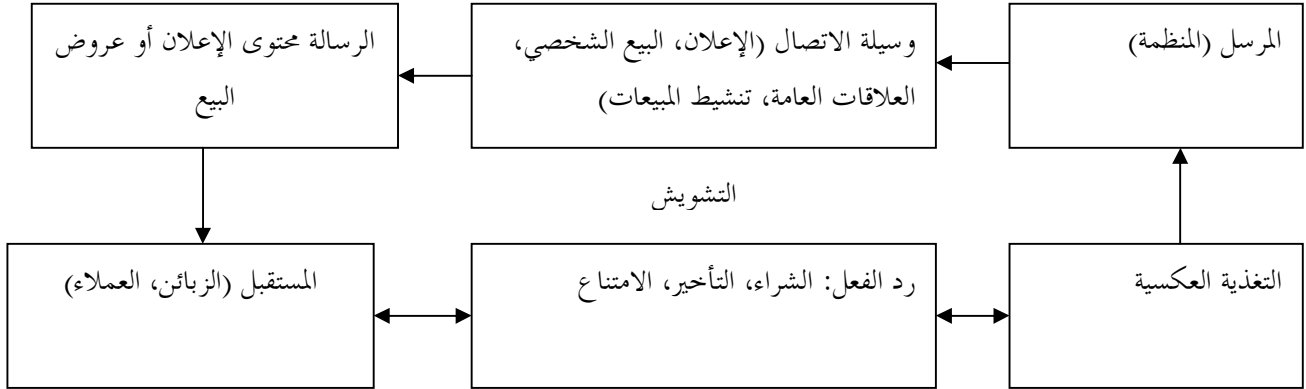 المرسل (المنظمة)
وسيلة الاتصال (الإعلان، البيع الشخصي،
العلاقات العامة، تنشيط المبيعات)
الرسالة محتوى الإعلان أو عروض
البيع
التشويش
التغذية العكسية
رد الفعل: الشراء، التأخير، الامتناع
المستقبل (الزبائن، العملاء)